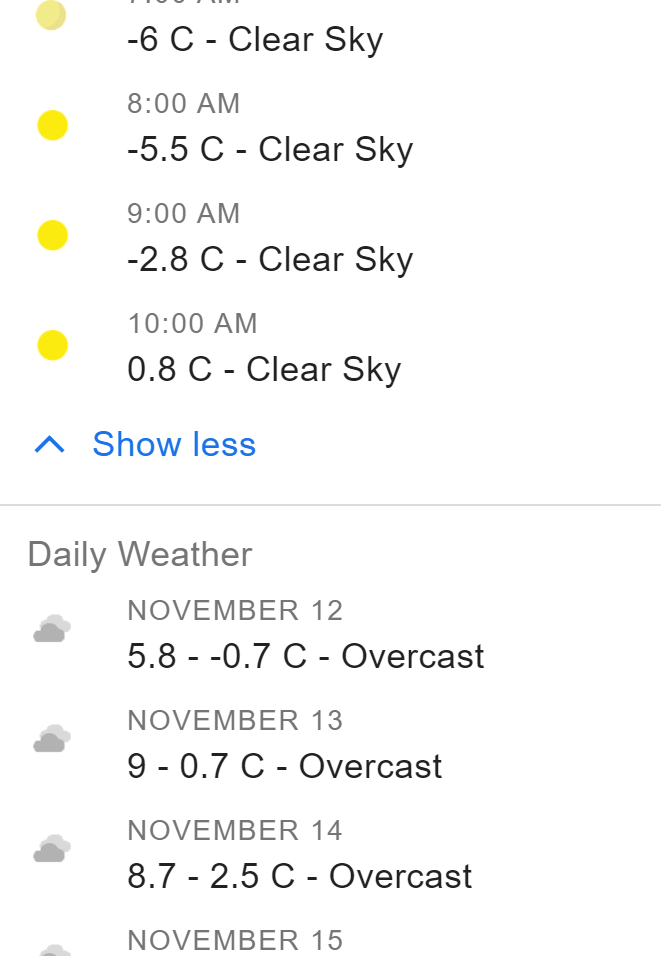 -6 C - Clear Sky
8:00 AM
-5.5 C - Clear Sky
9:00 AM
-2.8 C - Clear Sky
10:00 AM
0.8 C - Clear Sky
Show less
Daily Weather
NOVEMBER 12
5.8 - -0.7 C - Overcast
NOVEMBER 13
9 - 0.7 C - Overcast
NOVEMBER 14
8.7 - 2.5 C - Overcast
NOVEMBER 15